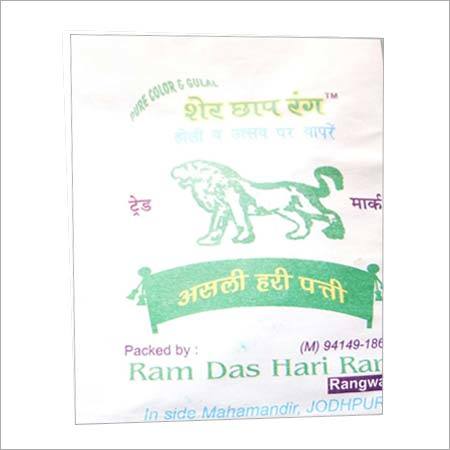 PURE COLOR & GULAL
शेर छाप रंग™
होली व उत्सव पर वापरें
ट्रेड मार्क
असली हरी पत्ती
Packed by : (M) 94149-186
Ram Das Hari Ram
Rangwa
In side Mahamandir, JODHPUR